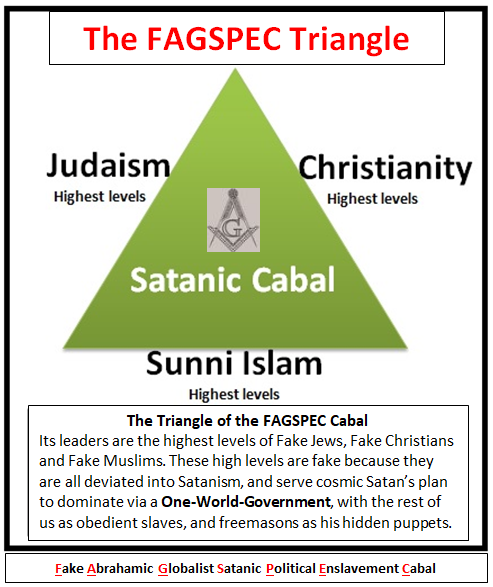 The FAGSPEC Triangle
Judaism
Highest levels
Christianity
Highest levels
G
Satanic Cabal
Sunni Islam
Highest levels
The Triangle of the FAGSPEC Cabal
Its leaders are the highest levels of Fake Jews, Fake Christians
and Fake Muslims. These high levels are fake because they
are all deviated into Satanism, and serve cosmic Satan's plan
to dominate via a One-World-Government, with the rest of
us as obedient slaves, and freemasons as his hidden puppets.
Fake Abrahamic Globalist Satanic Political Enslavement Cabal